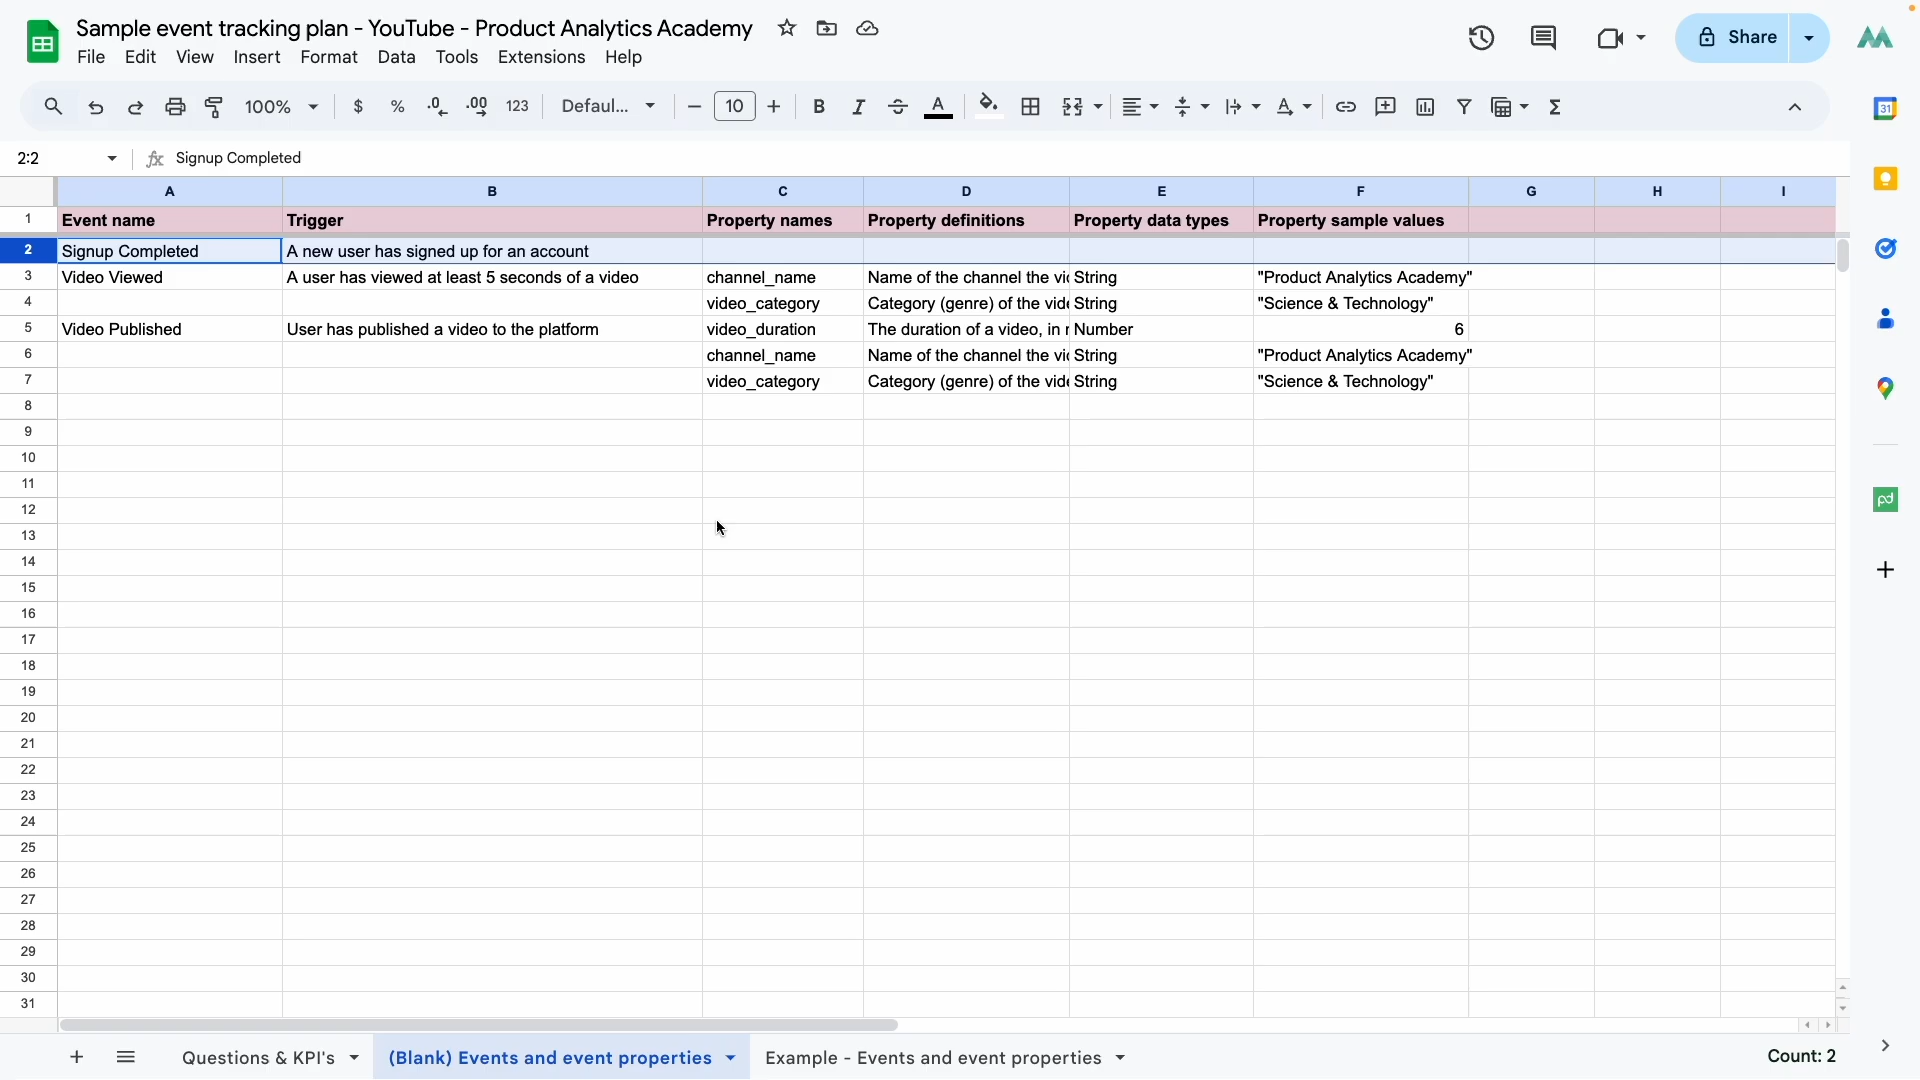 Sample event tracking plan - YouTube - Product Analytics Academy
File Edit View Insert Format Data Tools Extensions Help
Share
100% $ % .0 .00 123 Defaul... 10 B I A
31
2:2 fx Signup Completed
A B C D E F G H I
1 Event name Trigger Property names Property definitions Property data types Property sample values
2 Signup Completed A new user has signed up for an account
3 Video Viewed A user has viewed at least 5 seconds of a video channel_name Name of the channel the String "Product Analytics Academy"
4 video_category Category (genre) of the String "Science & Technology"
5 Video Published User has published a video to the platform video_duration The duration of a video, in Number 6
6 channel_name Name of the channel the String "Product Analytics Academy"
7 video_category Category (genre) of the String "Science & Technology"
8
9
10
11
12
13
14
15
16
17
18
19
20
21
22
23
24
25
26
27
28
29
30
31
pd
Questions & KPI's (Blank) Events and event properties Example - Events and event properties Count: 2